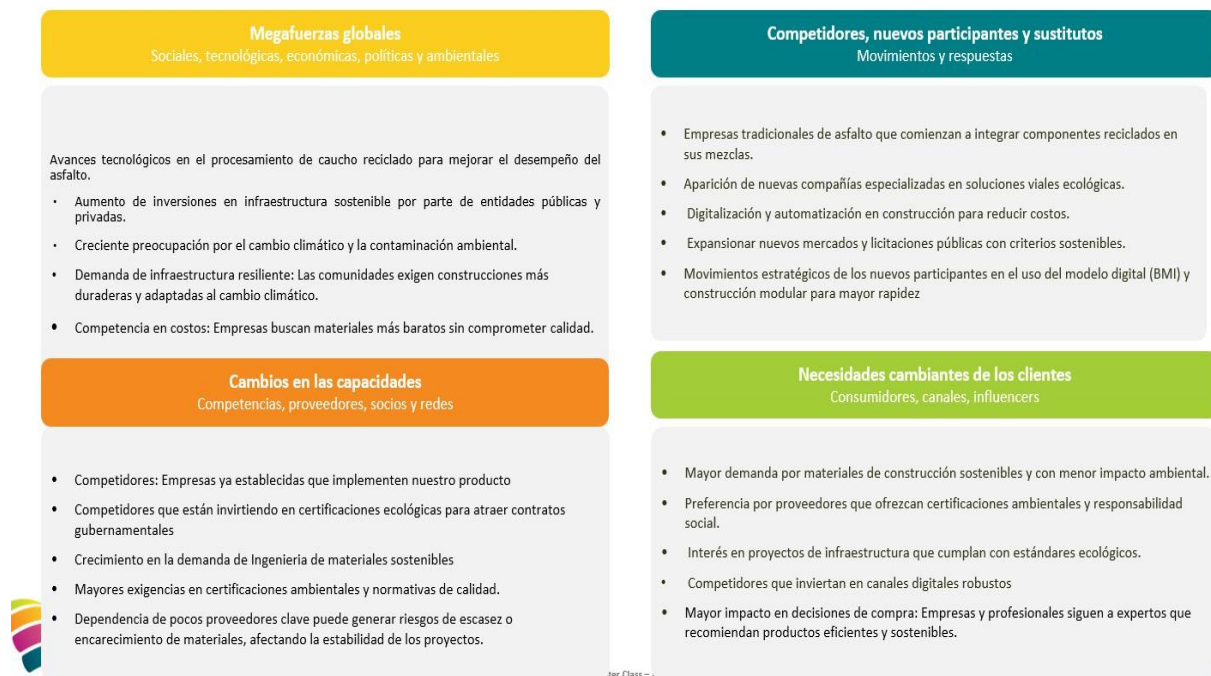 Megafuerzas globales
Sociales, tecnológicas, económicas, políticas y ambientales
Avances tecnológicos en el procesamiento de caucho reciclado para mejorar el desempeño del
asfalto.
• Aumento de inversiones en infraestructura sostenible por parte de entidades públicas y
privadas.
• Creciente preocupación por el cambio climático y la contaminación ambiental.
• Demanda de infraestructura resiliente: Las comunidades exigen construcciones más
duraderas y adaptadas al cambio climático.
• Competencia en costos: Empresas buscan materiales más baratos sin comprometer calidad.
Competidores, nuevos participantes y sustitutos
Movimientos y respuestas
• Empresas tradicionales de asfalto que comienzan a integrar componentes reciclados en
sus mezclas.
• Aparición de nuevas compañías especializadas en soluciones viales ecológicas.
• Digitalización y automatización en construcción para reducir costos.
• Expansionar nuevos mercados y licitaciones públicas con criterios sostenibles.
• Movimientos estratégicos de los nuevos participantes en el uso del modelo digital (BMI) y
construcción modular para mayor rapidez
Cambios en las capacidades
Competencias, proveedores, socios y redes
• Competidores: Empresas ya establecidas que implementen nuestro producto
• Competidores que están invirtiendo en certificaciones ecológicas para atraer contratos
gubernamentales
• Crecimiento en la demanda de Ingenieria de materiales sostenibles
• Mayores exigencias en certificaciones ambientales y normativas de calidad.
• Dependencia de pocos proveedores clave puede generar riesgos de escasez o
encarecimiento de materiales, afectando la estabilidad de los proyectos.
Necesidades cambiantes de los clientes
Consumidores, canales, influencers
• Mayor demanda por materiales de construcción sostenibles y con menor impacto ambiental.
• Preferencia por proveedores que ofrezcan certificaciones ambientales y responsabilidad
social.
• Interés en proyectos de infraestructura que cumplan con estándares ecológicos.
• Competidores que inviertan en canales digitales robustos
• Mayor impacto en decisiones de compra: Empresas y profesionales siguen a expertos que
recomiendan productos eficientes y sostenibles.
Class –